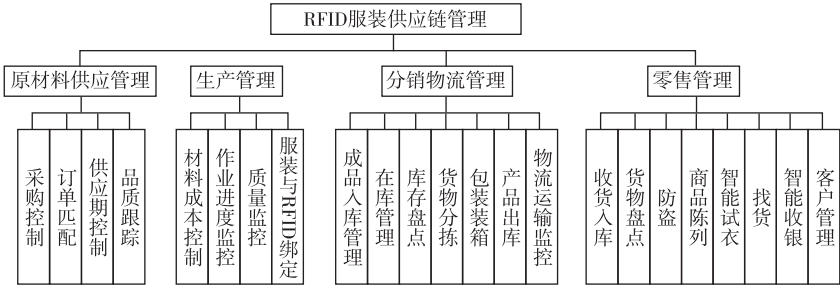 RFID服装供应链管理
原材料供应管理
生产管理
分销物流管理
零售管理
采购控制
订单匹配
供应期控制
品质跟踪
材料成本控制
作业进度监控
质量监控
服装与RFID绑定
成品入库管理
在库管理
库存盘点
货物分拣
包装装箱
产品出库
物流运输监控
收货入库
货物盘点
防盗
商品陈列
智能试衣
找货
智能收银
客户管理